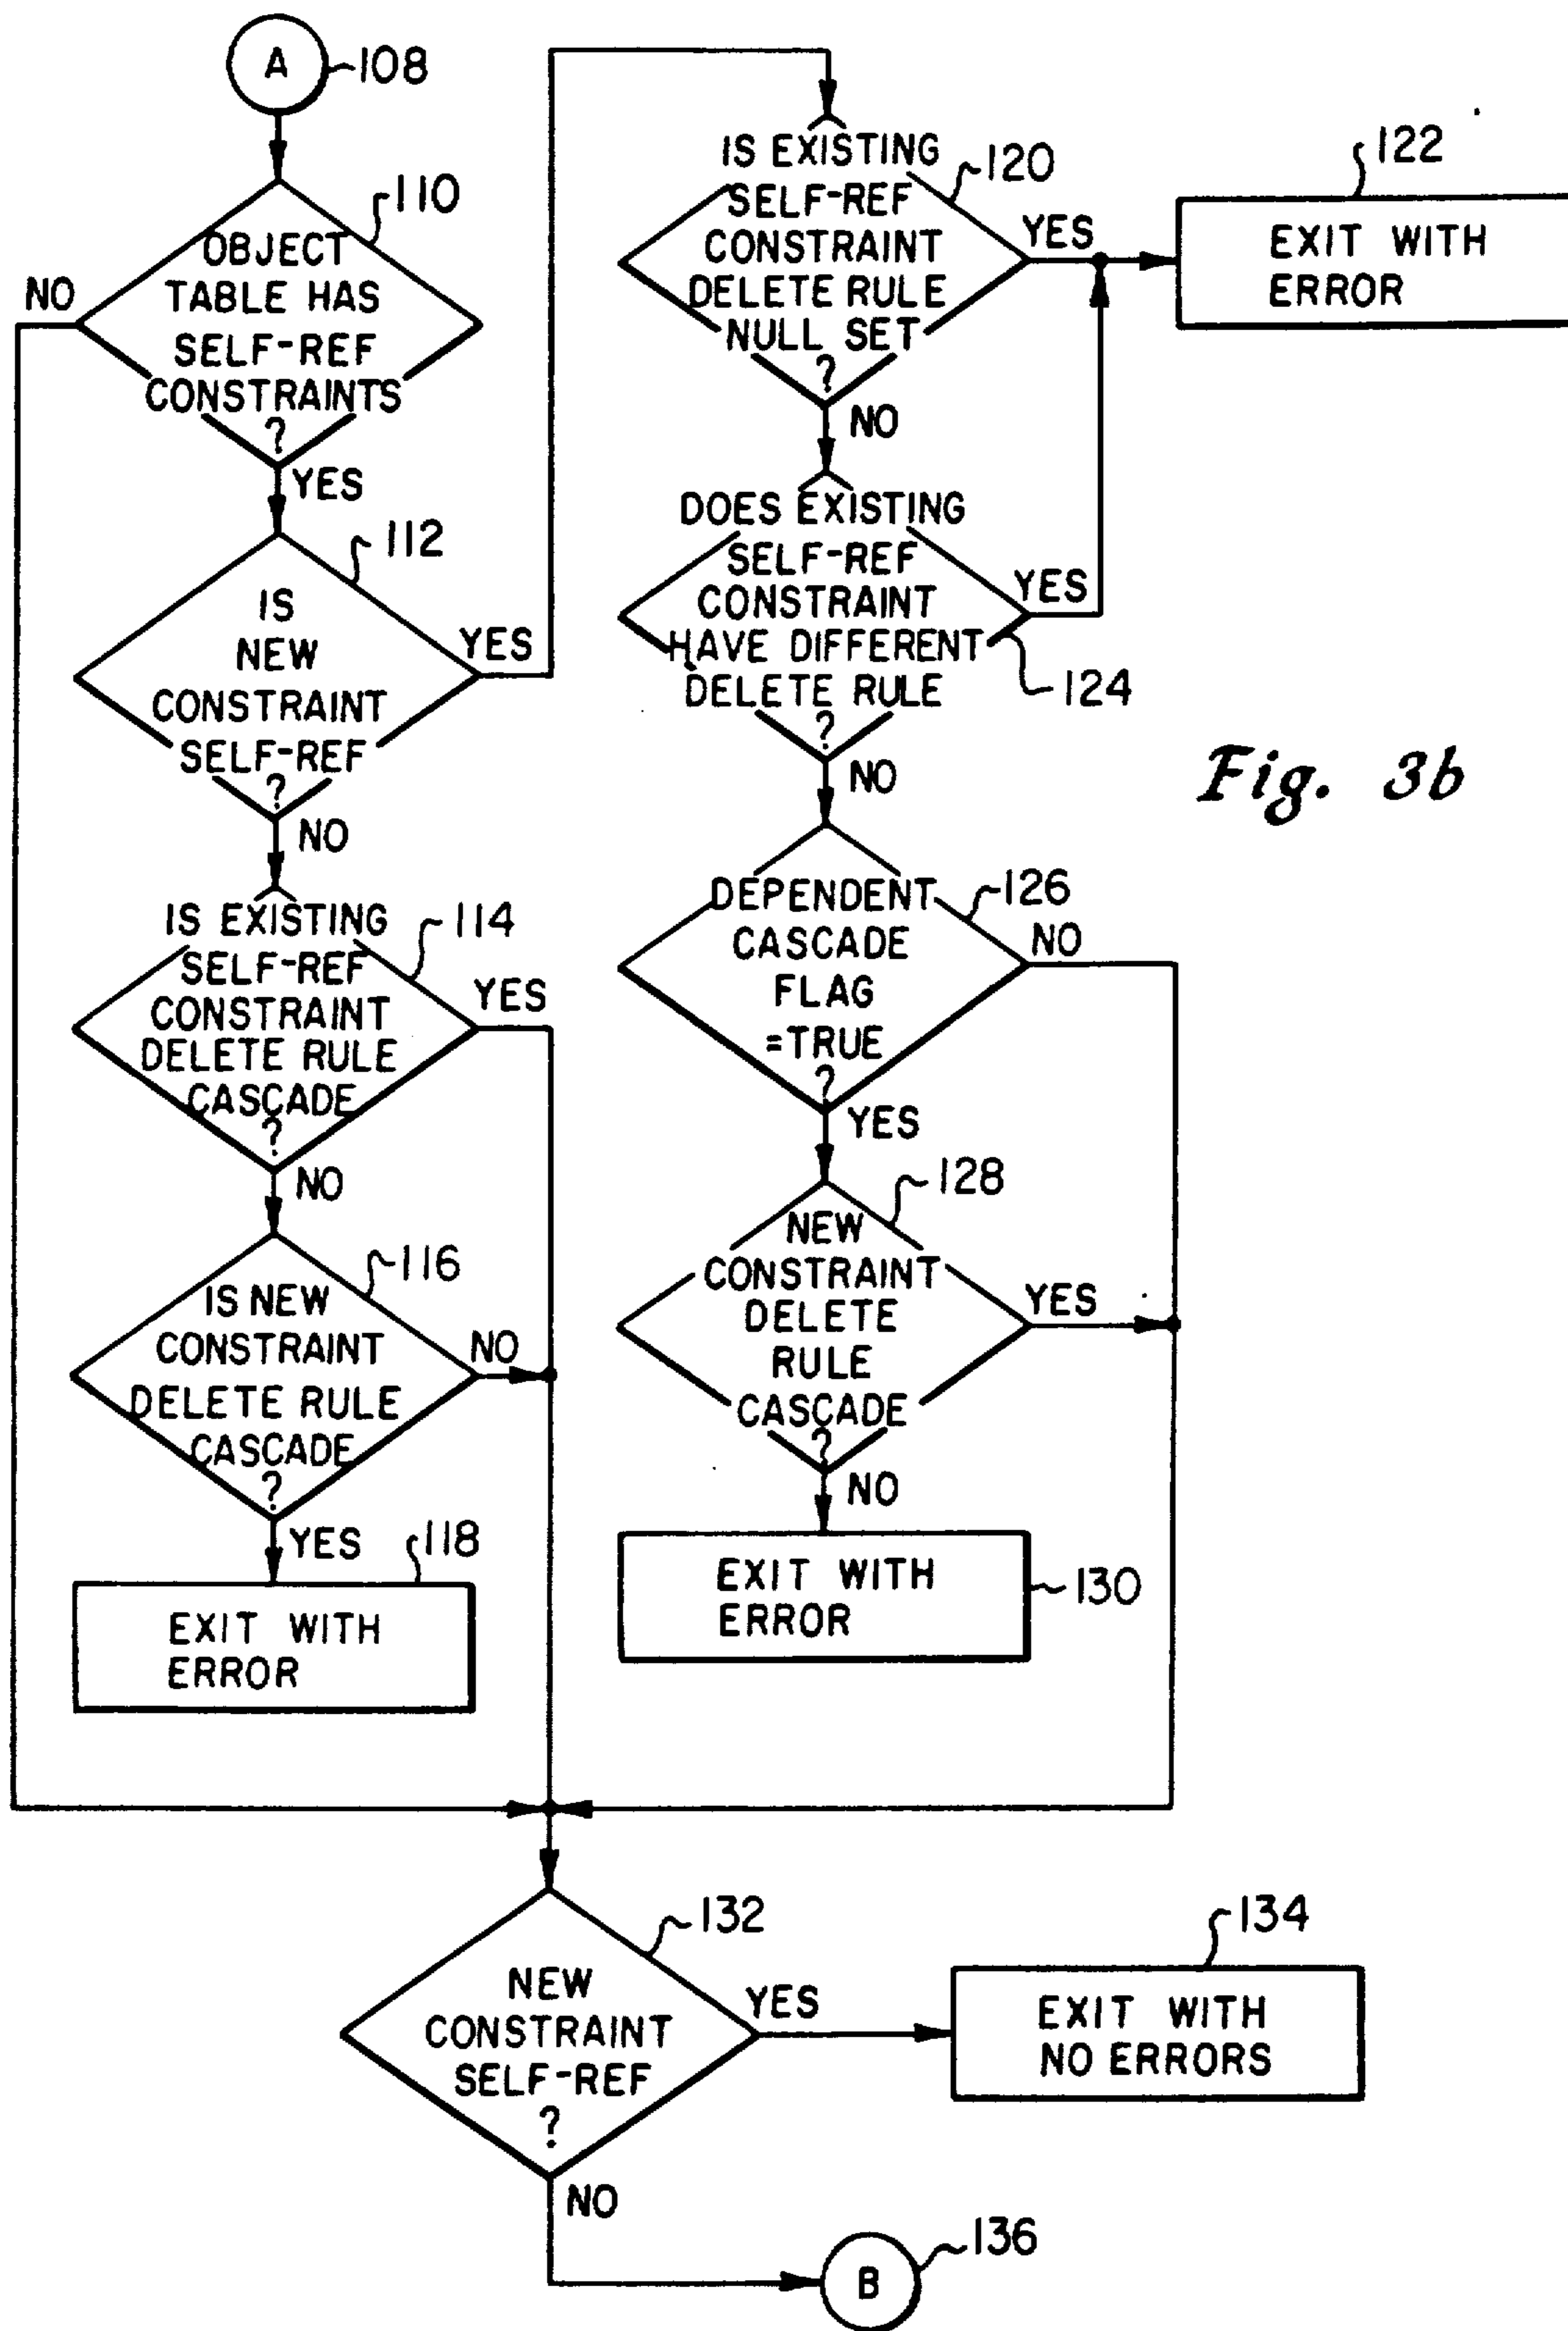 A
108
110
OBJECT
TABLE HAS
SELF-REF
CONSTRAINTS
?
NO
YES
112
IS
NEW
CONSTRAINT
SELF-REF
?
YES
NO
IS EXISTING
SELF-REF
CONSTRAINT
DELETE RULE
CASCADE
?
114
YES
NO
116
IS NEW
CONSTRAINT
DELETE RULE
CASCADE
?
NO
YES
118
EXIT WITH
ERROR
IS EXISTING
SELF-REF
CONSTRAINT
DELETE RULE
NULL SET
?
120
YES
NO
122
EXIT WITH
ERROR
DOES EXISTING
SELF-REF
CONSTRAINT
HAVE DIFFERENT
DELETE RULE
?
YES
124
NO
Fig. 3b
DEPENDENT
CASCADE
FLAG
=TRUE
?
126
NO
YES
128
NEW
CONSTRAINT
DELETE
RULE
CASCADE
?
YES
NO
EXIT WITH
ERROR
130
132
NEW
CONSTRAINT
SELF-REF
?
YES
134
EXIT WITH
NO ERRORS
NO
B
136